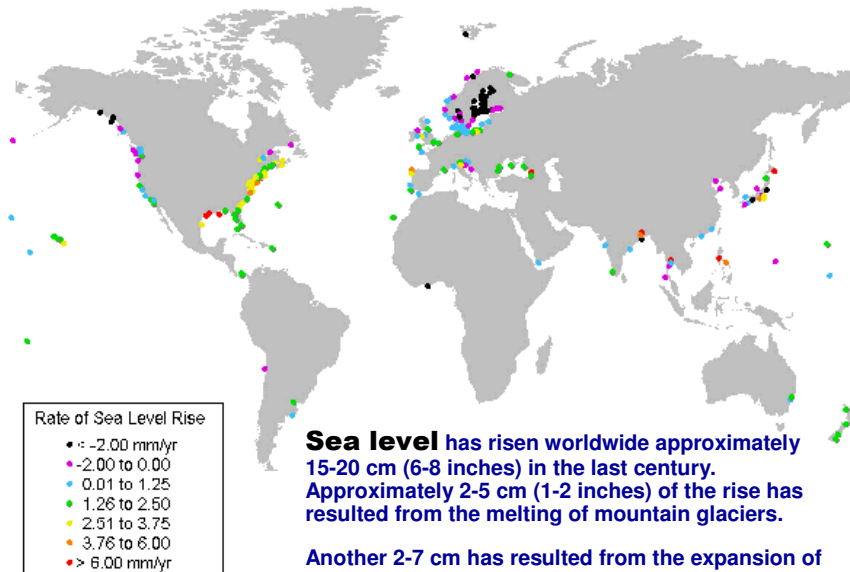 Rate of Sea Level Rise
< -2.00 mm/yr
-2.00 to 0.00
0.01 to 1.25
1.26 to 2.50
2.51 to 3.75
3.76 to 6.00
> 6.00 mm/yr
Sea level has risen worldwide approximately
15-20 cm (6-8 inches) in the last century.
Approximately 2-5 cm (1-2 inches) of the rise has
resulted from the melting of mountain glaciers.
Another 2-7 cm has resulted from the expansion of